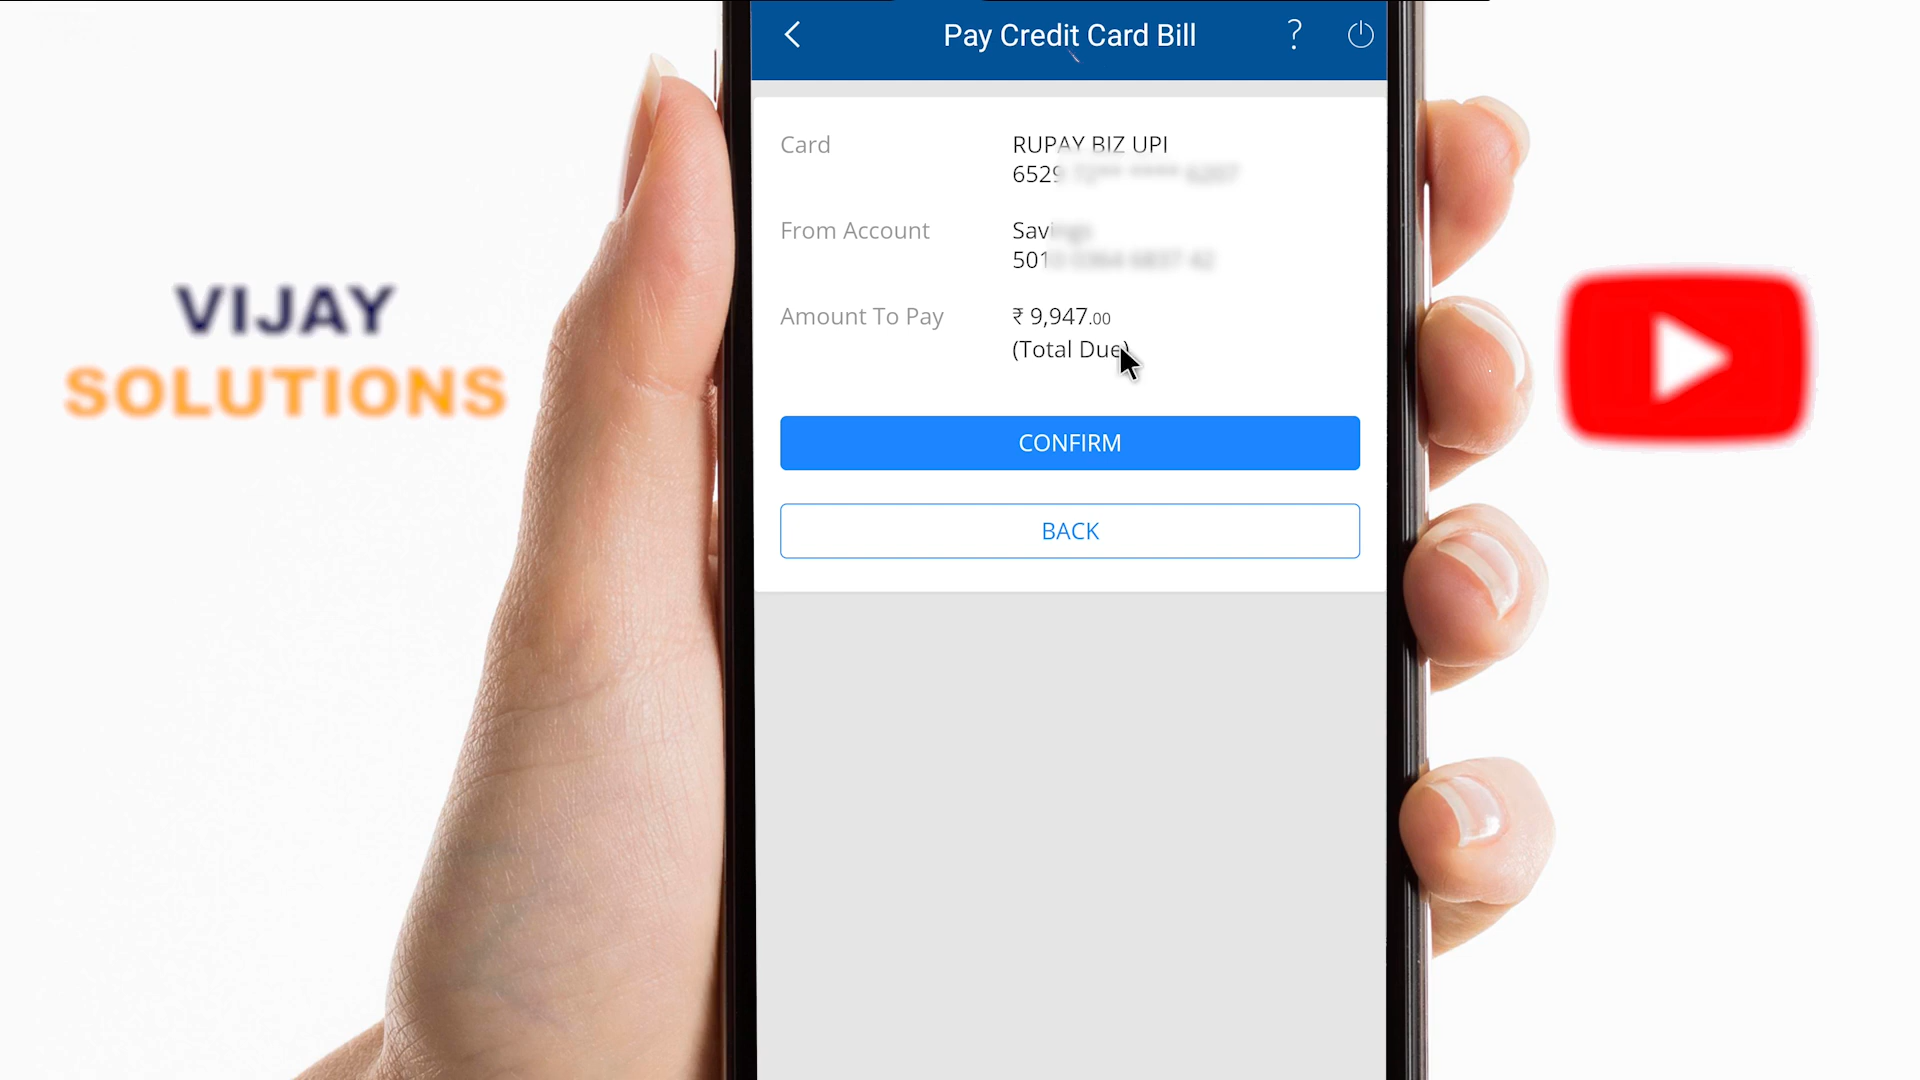 Pay Credit Card Bill
?
Card
RUPAY BIZ UPI
6529
From Account
Savings
501
Amount To Pay
₹ 9,947.00
(Total Due)
CONFIRM
BACK
VIJAY
SOLUTIONS